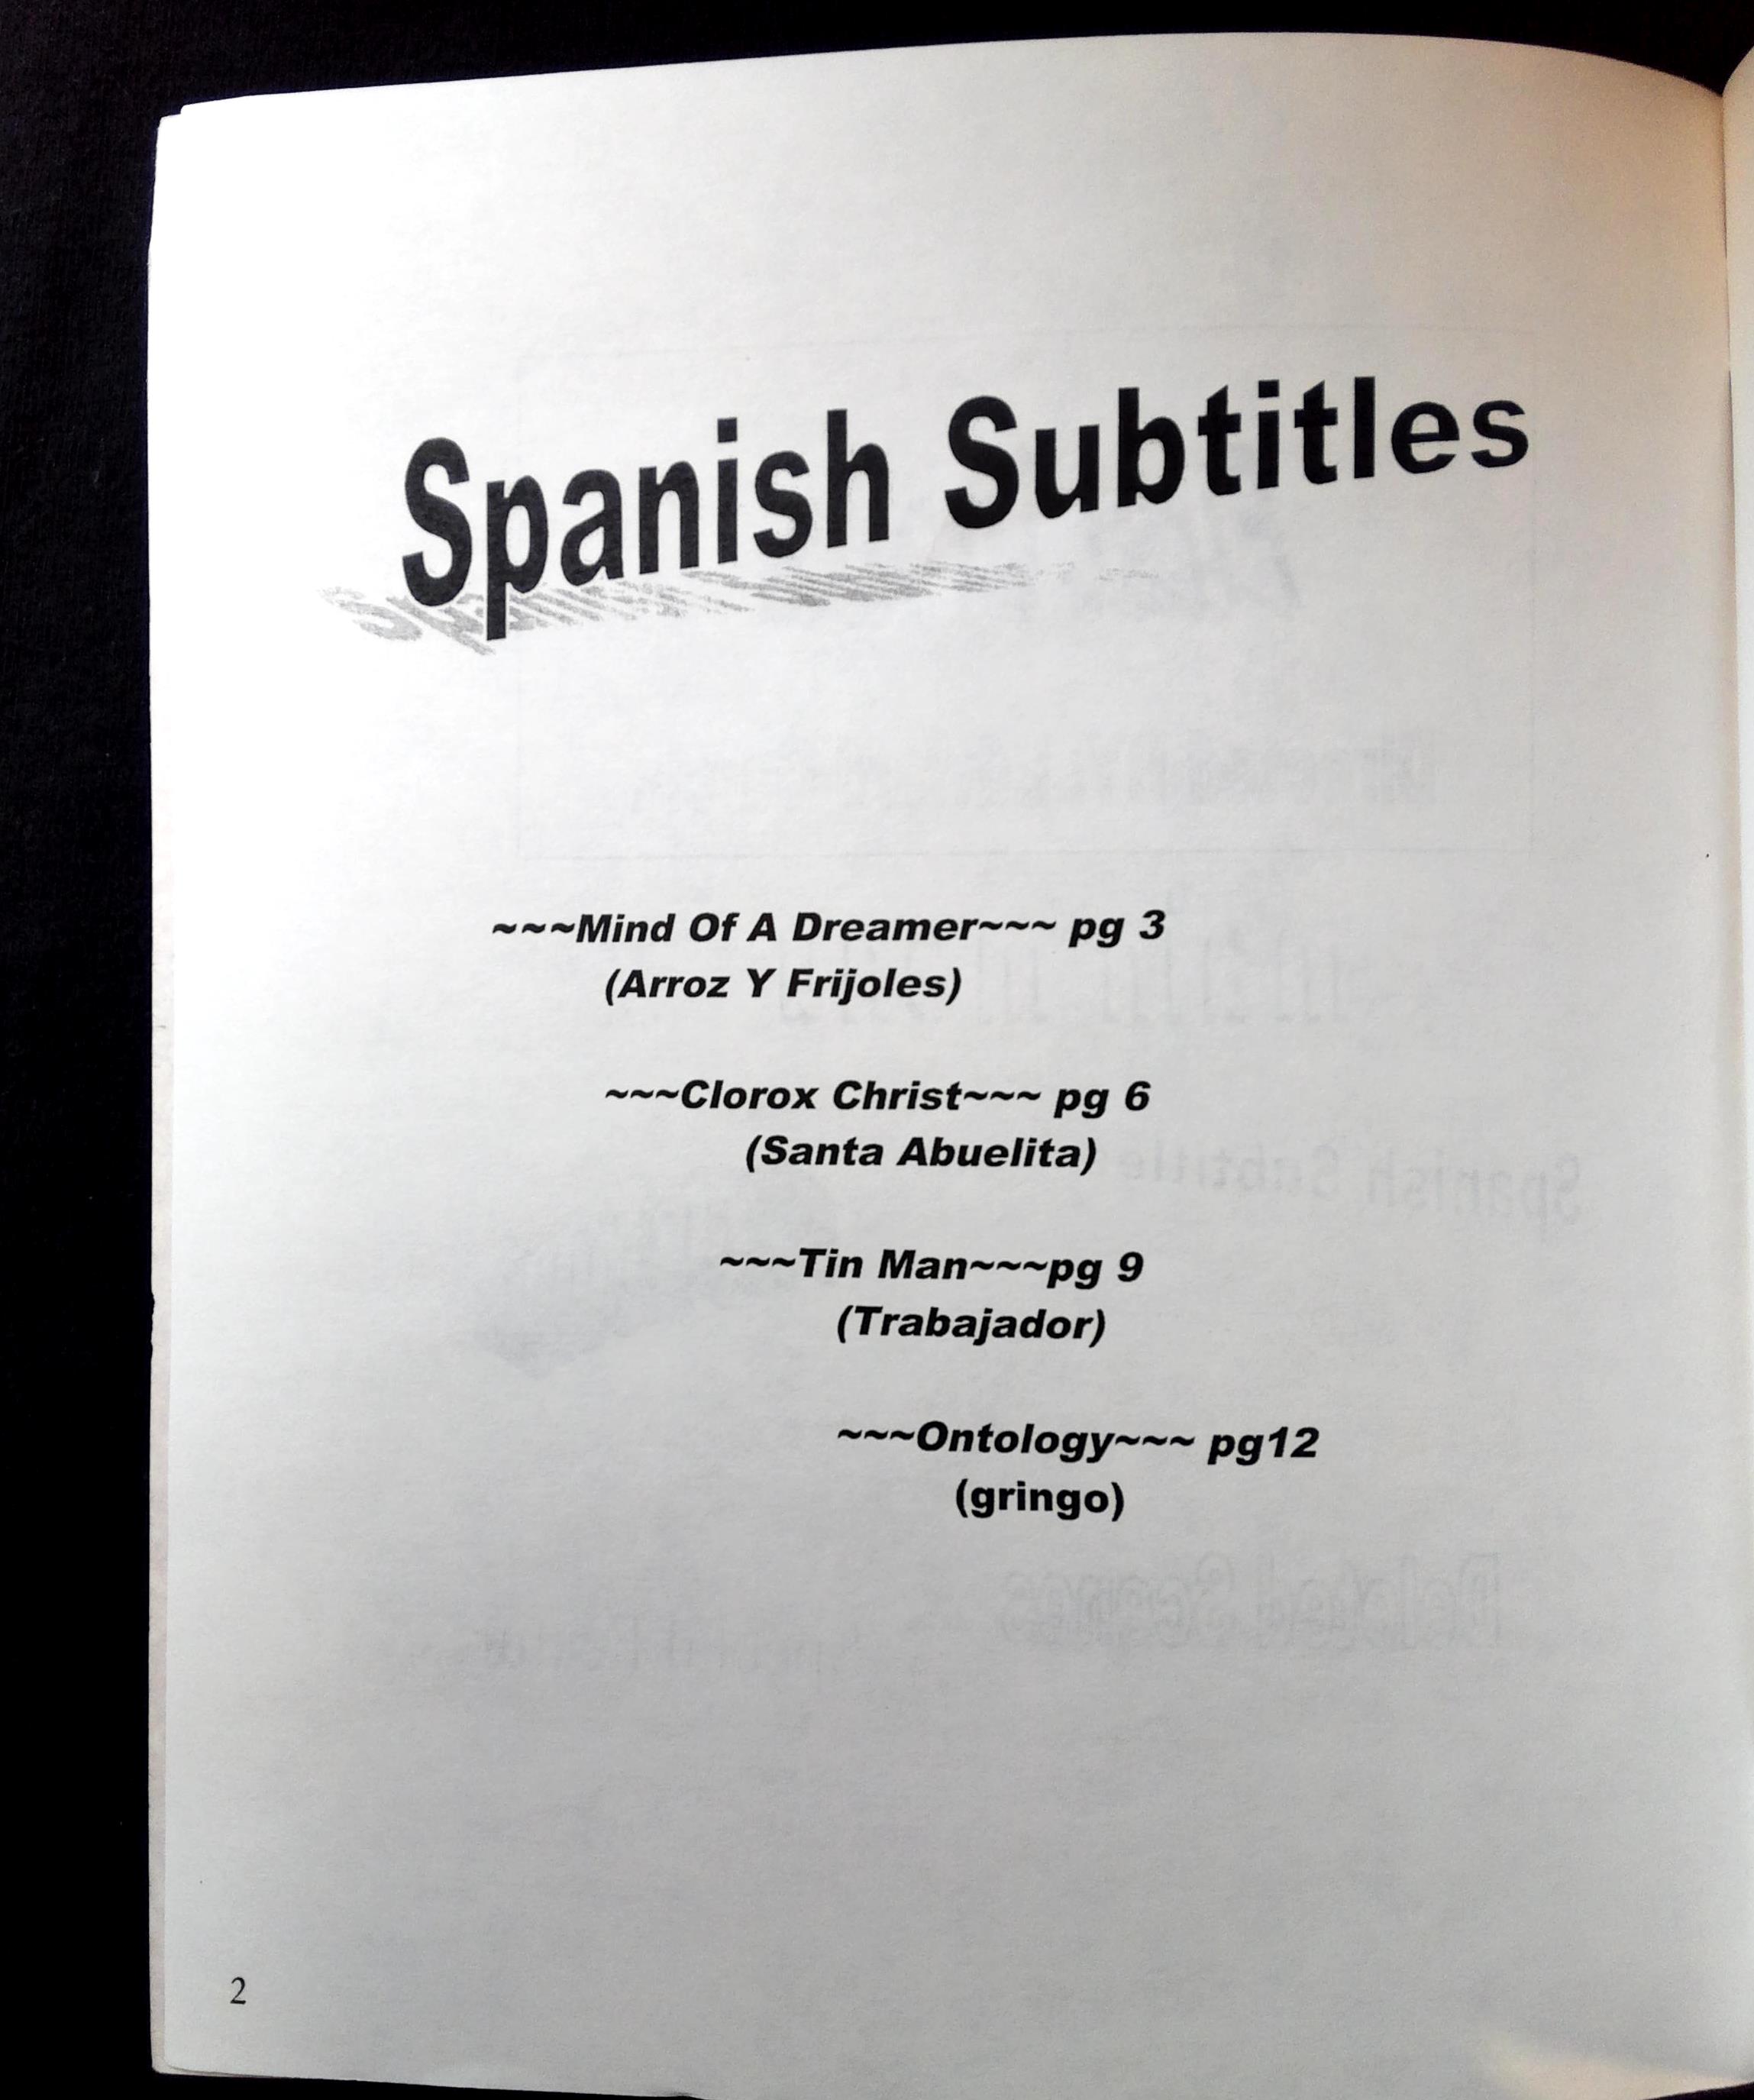 Spanish Subtitles
~~~Mind Of A Dreamer~~~ pg 3
(Arroz Y Frijoles)
~~~Clorox Christ~~~ pg 6
(Santa Abuelita)
~~~Tin Man~~~pg 9
(Trabajador)
~~~Ontology~~~ pg12
(gringo)
2